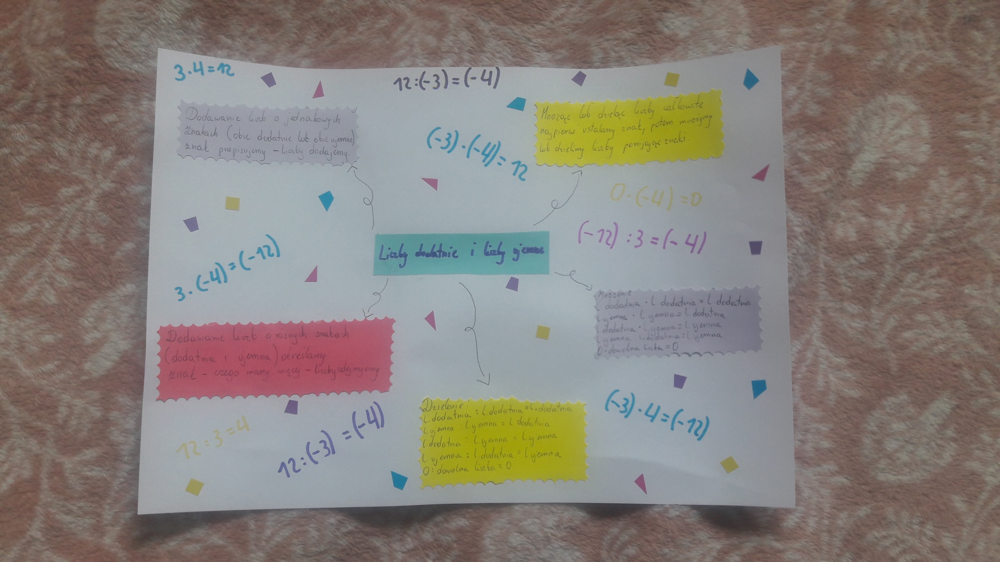 3·4=12
12:(-3)=(-4)
Dodawanie liczb o jednakowych
znakach (obie dodatnie lub obie ujemne)
znak przepisujemy - liczby dodajemy.
Mnożąc lub dzieląc liczby całkowite
najpierw ustalamy znak, potem mnożymy
lub dzielimy liczby pomijając znaki.
(-3)·(-4)=12
0·(-4)=0
(-12):3=(-4)
Liczby dodatnie i liczby ujemne
3·(-4)=(-12)
Mnożenie
l. dodatnia · l. dodatnia = l. dodatnia
l. ujemna · l. ujemna = l. dodatnia
l. dodatnia · l. ujemna = l. ujemna
l. ujemna · l. dodatnia = l. ujemna
0·dowolna liczba = 0
Dodawanie liczb o różnych znakach
(dodatnia i ujemna) określamy
znak - czego mamy więcej - liczby odejmujemy
Dzielenie:
l. dodatnia : l. dodatnia = l. dodatnia
l. ujemna : l. ujemna = l. dodatnia
l. dodatnia : l. ujemna = l. ujemna
l. ujemna : l. dodatnia = l. ujemna
0 : dowolna liczba = 0
(-3)·4=(-12)
12:3=4
12:(-3)=(-4)